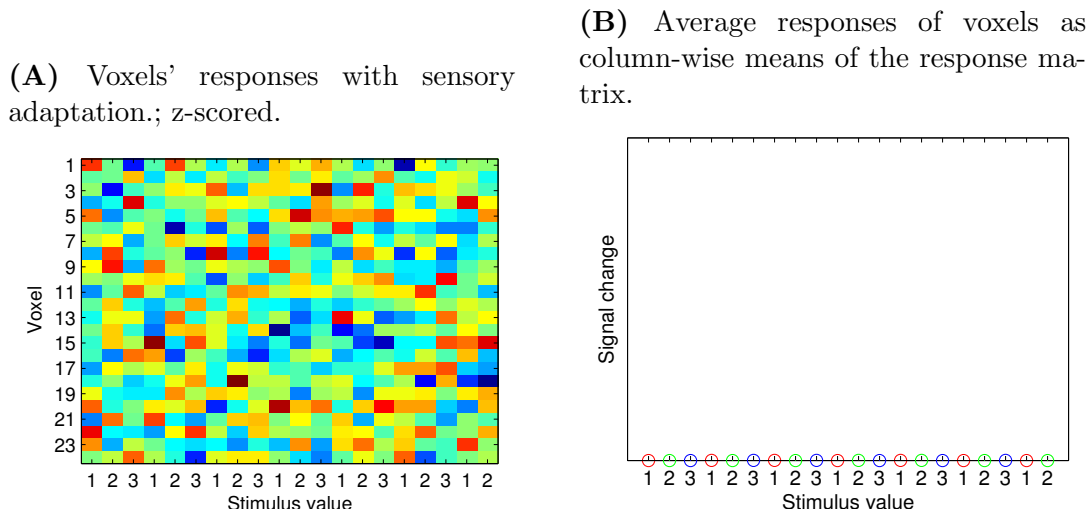 (A) Voxels' responses with sensory
adaptation.; z-scored.
1
3
5
7
9
11
13
15
17
19
21
23
Voxel
1 2 3 1 2 3 1 2 3 1 2 3 1 2 3 1 2 3 1 2
Stimulus value
(B) Average responses of voxels as
column-wise means of the response ma-
trix.
Signal change
1 2 3 1 2 3 1 2 3 1 2 3 1 2 3 1 2 3 1 2
Stimulus value